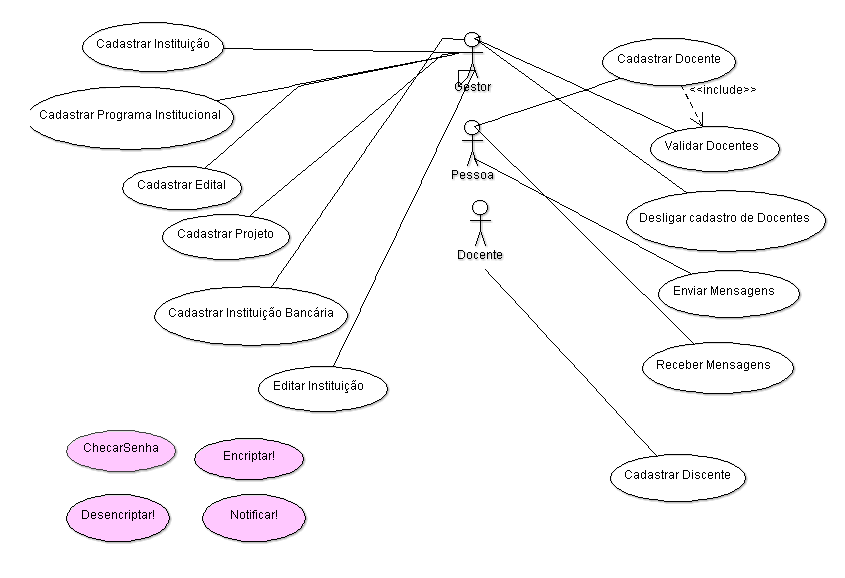 Cadastrar Instituição
Cadastrar Docente
Gestor
<<include>>
Cadastrar Programa Institucional
Validar Docentes
Pessoa
Cadastrar Edital
Desligar cadastro de Docentes
Cadastrar Projeto
Docente
Enviar Mensagens
Cadastrar Instituição Bancária
Receber Mensagens
Editar Instituição
ChecarSenha
Encriptar!
Cadastrar Discente
Desencriptar!
Notificar!